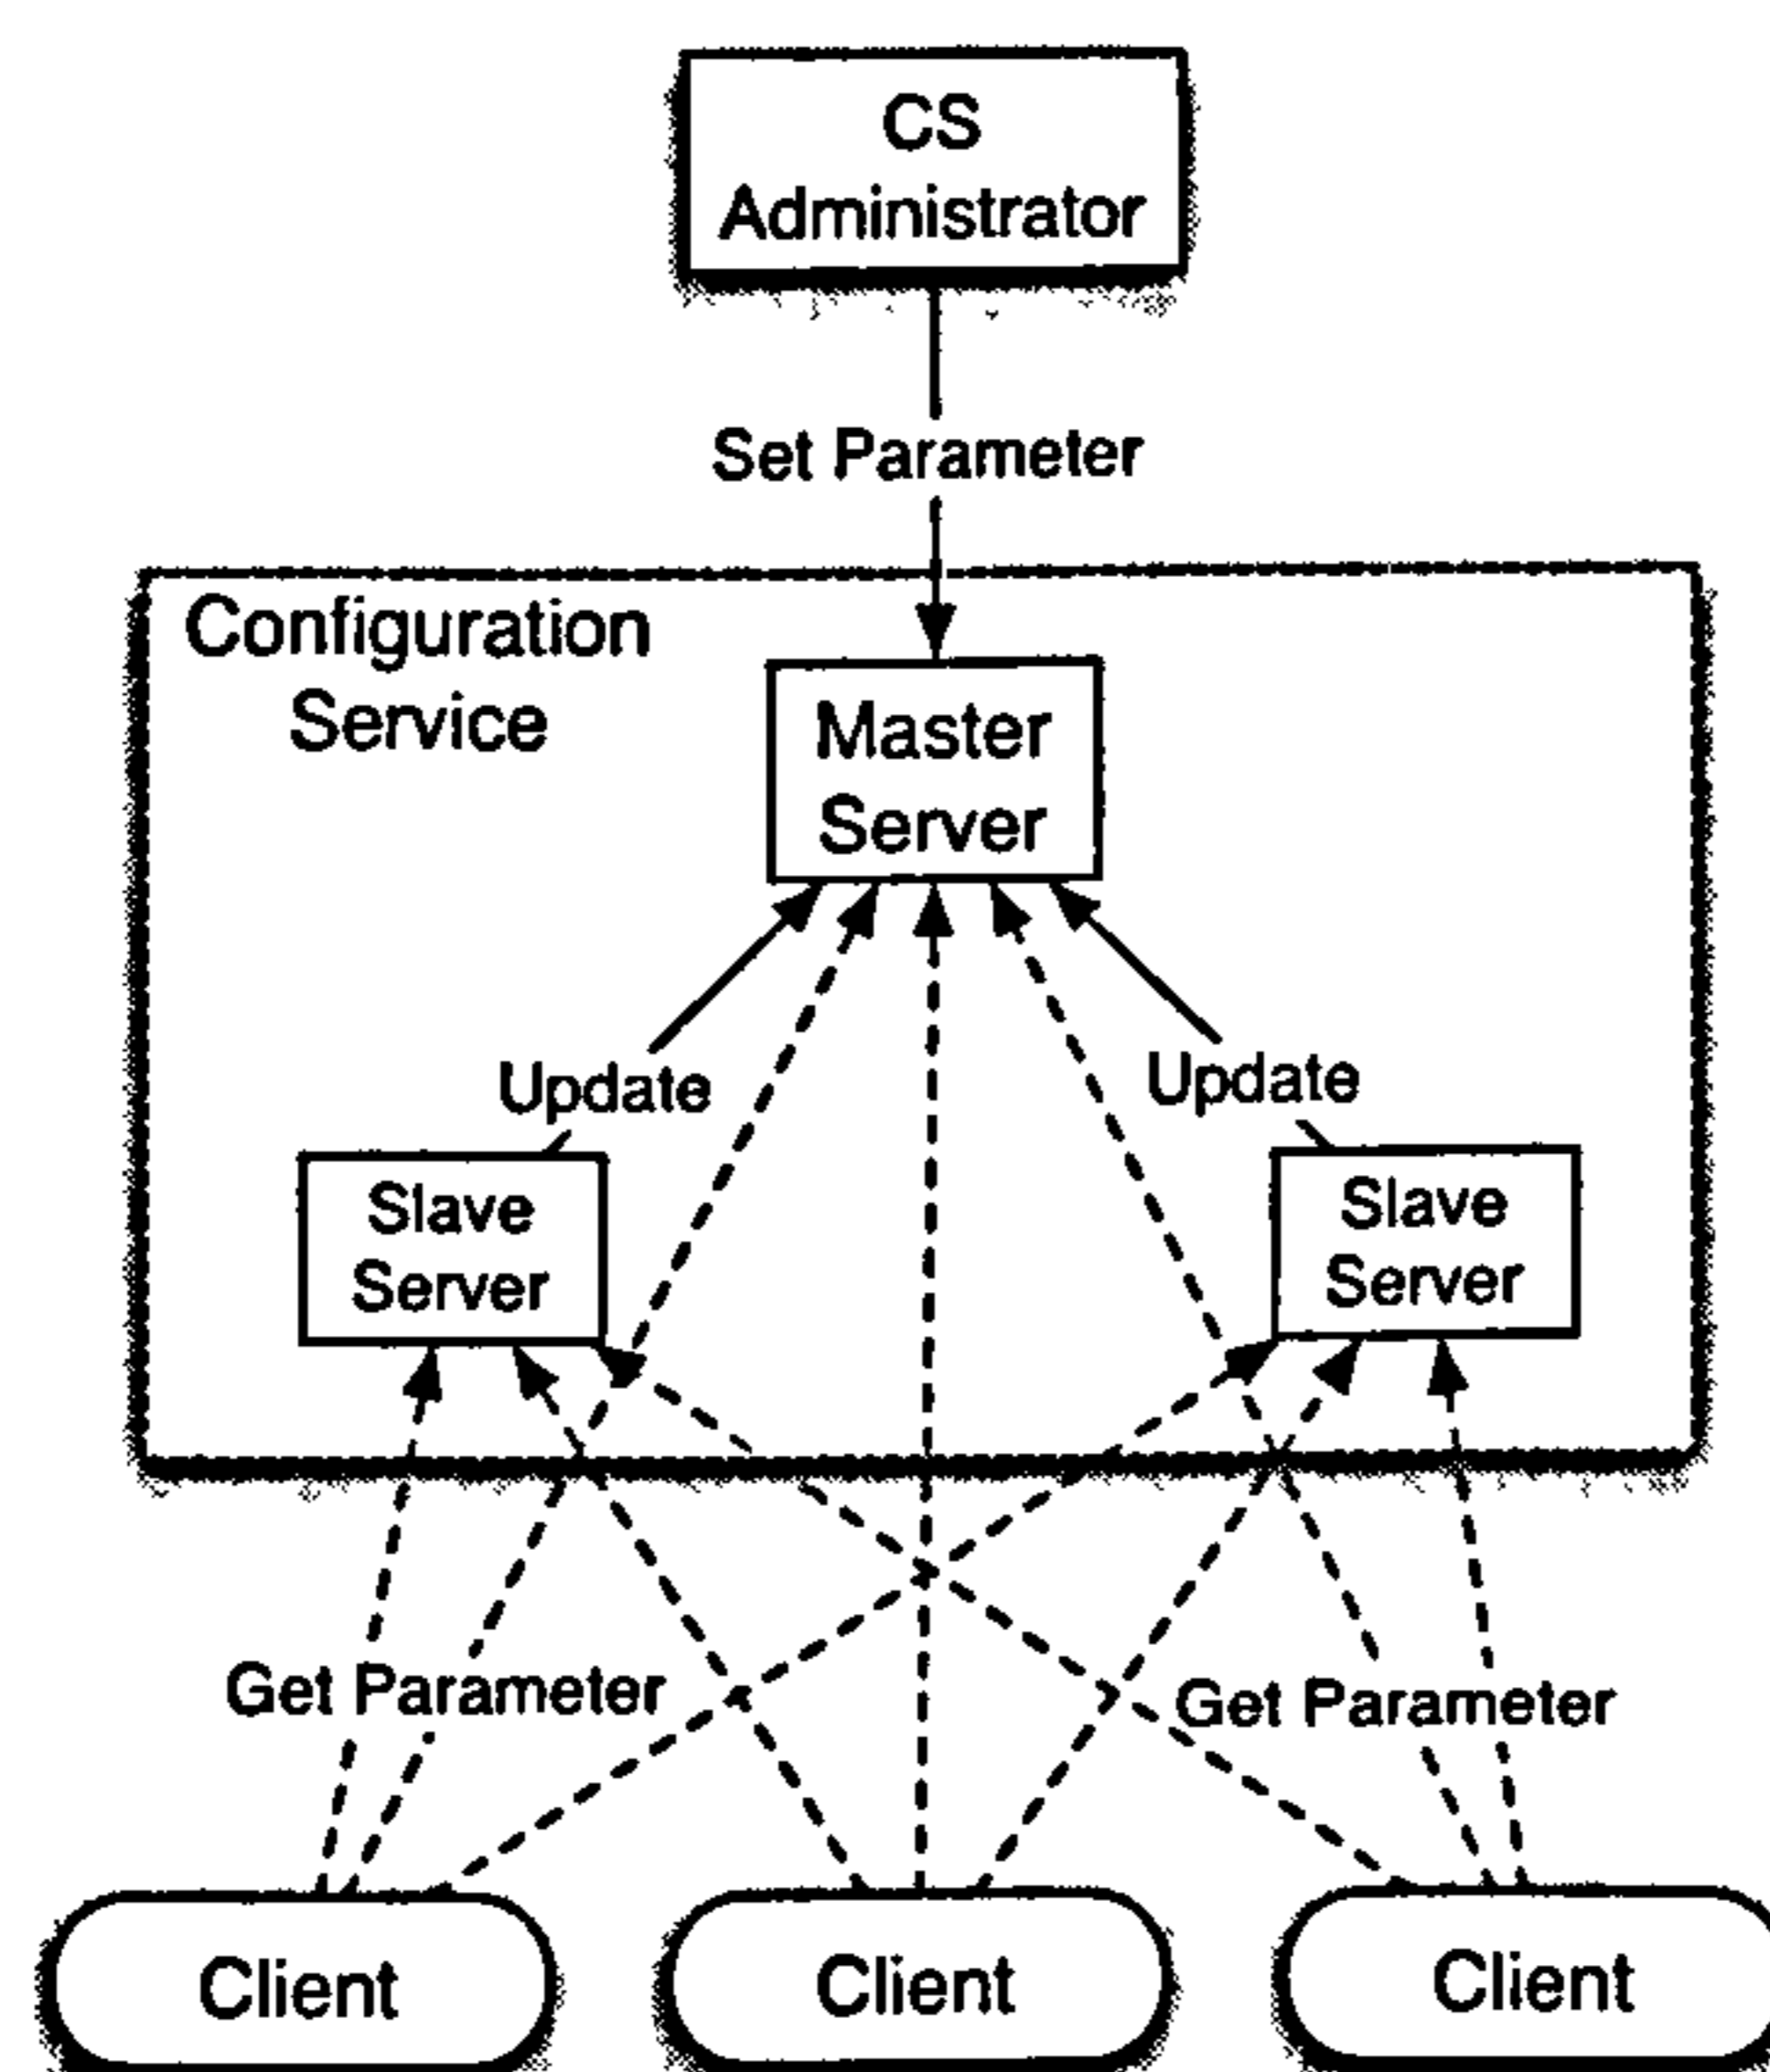 CS
Administrator
Set Parameter
Configuration
Service
Master
Server
Update
Update
Slave
Server
Slave
Server
Get Parameter
Get Parameter
Client
Client
Client